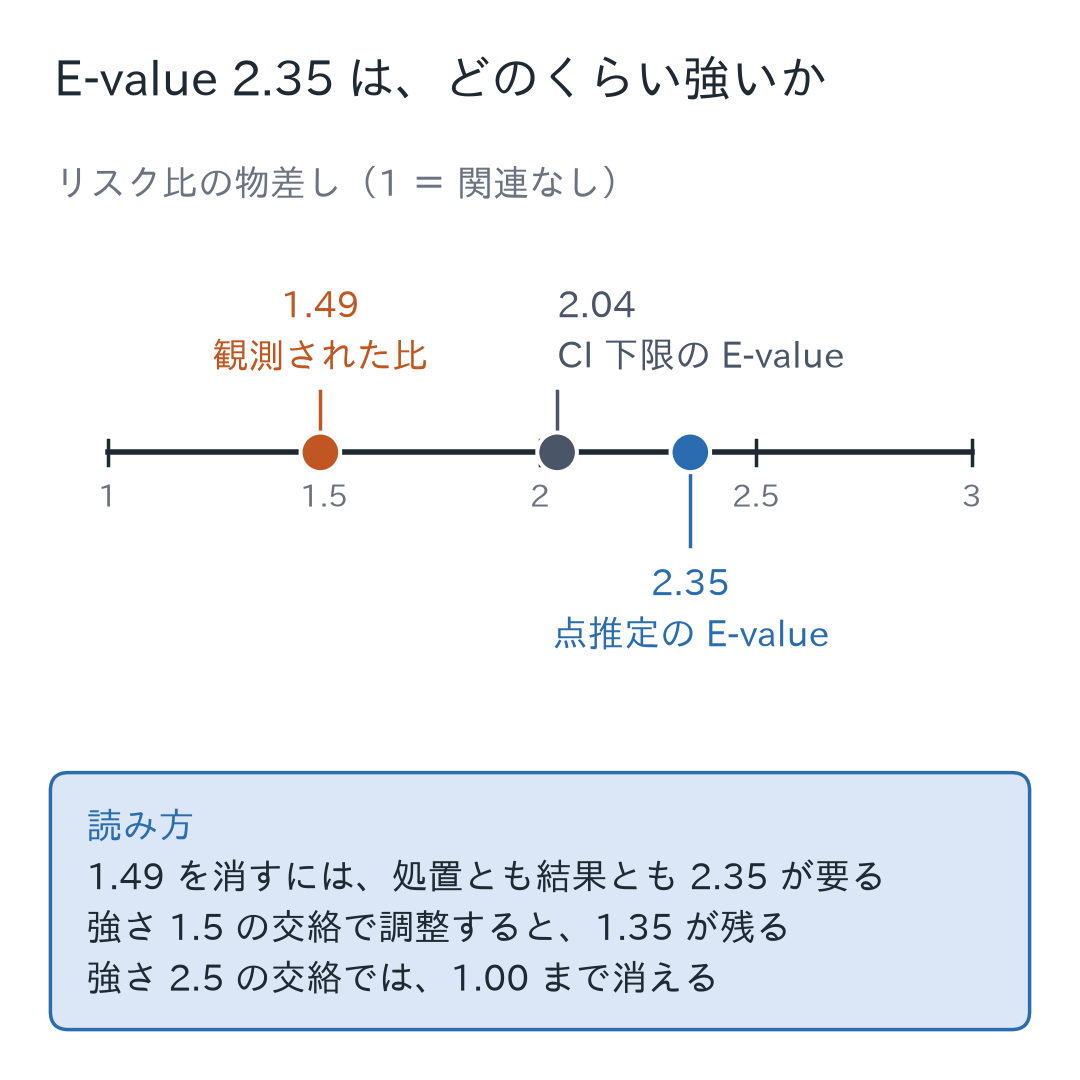 E-value 2.35 は、どのくらい強いか
リスク比の物差し（1 ＝ 関連なし）
1.49
観測された比
2.04
CI 下限の E-value
1
1.5
2
2.5
3
2.35
点推定の E-value
読み方
1.49 を消すには、処置とも結果とも 2.35 が要る
強さ 1.5 の交絡で調整すると、1.35 が残る
強さ 2.5 の交絡では、1.00 まで消える